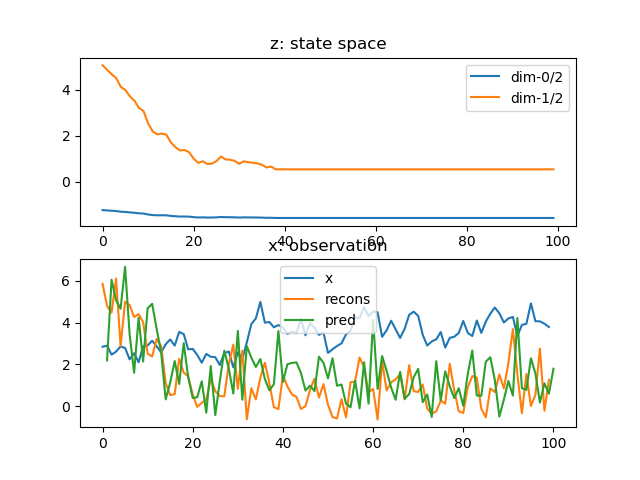 z: state space
4
2
0
dim-0/2
dim-1/2
0 20 40 60 80 100
x: observation
6
4
2
0
x
recons
pred
0 20 40 60 80 100